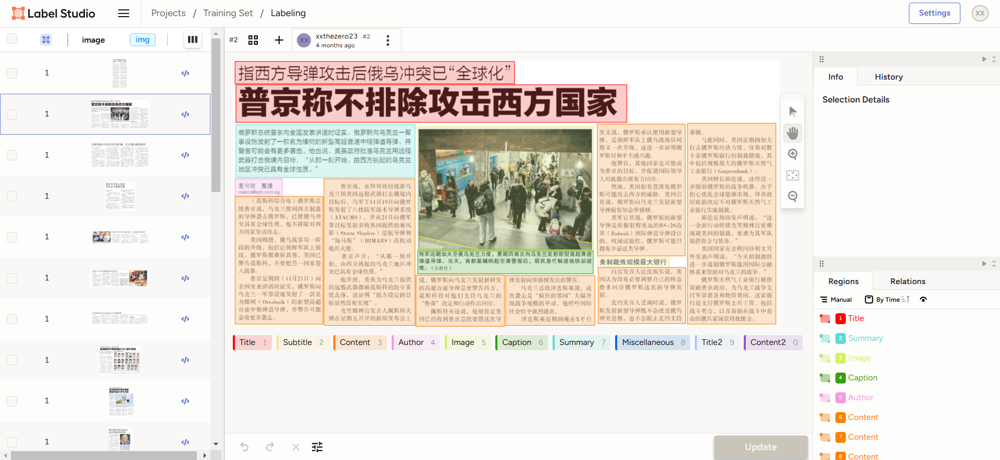 Label Studio
Projects / Training Set / Labeling
Settings
XX
image
img
1
1
1
1
1
1
1
1
1
1
#2
XX
xxthezero23 #2
4 months ago
指西方导弹攻击后俄乌冲突已“全球化”
普京称不排除攻击西方国家
俄罗斯总统普京向全国发表讲话时证实，俄罗斯向乌克兰一军
事设施发射了一款名为榛树的新型高超音速中程弹道导弹，并
警告可能会有更多袭击。他也说，美英政府批准乌克兰用远程
武器打击俄境内目标，“从那一刻开始，由西方挑起的乌克兰
地区冲突已具有全球性质。”
麦可欣 整理
makcs@sph.com.sg
（莫斯科综合电）俄罗斯总
统普京说，乌克兰使用西方制造
的导弹袭击俄罗斯，已使俄乌冲
突具有全球性质，他不排除对西
方国家发动攻击。
美国则指，俄乌战事每一阶
段的升级，包括让朝鲜军队上前
线，俄罗斯都难辞其咎，美国已
警告莫斯科，不要把另一国家卷
入战事。
普京星期四（11月21日）向
全国发表讲话时证实，俄罗斯向
乌克兰一军事设施发射了一款名
为榛树（Oreshnik）的新型高超
音速中程弹道导弹，并警告可能
会有更多袭击。
普京说，在拜登政府批准乌
克兰用美国远程武器打击俄境内
目标后，乌军于11月19日向俄罗
斯发射了六枚陆军战术导弹系统
（ATACMS），并在21日向俄军
事目标发射多枚英国提供的暴风
影（Storm Shadow）巡航导弹和
“海马斯”（HIMARS）高机动
炮兵火箭。
普京声言：“从那一刻开
始，由西方挑起的乌克兰地区冲
突已具有全球性质。”
他并指，美英为乌克兰提供
的远程武器都被莫斯科的防空系
统击落，这证明“敌方设定的目
标显然没有实现”。
克里姆林宫发言人佩斯科夫
则在星期五召开的新闻发布会上
俄军近期加大空袭乌克兰力度，星期四首次向乌克兰发射新型高超音速
弹道导弹。当天，首都基辅响起空袭警报后，居民急忙躲进地铁站避
难。（法新社）
说，俄罗斯向乌克兰发射新研发
的高超音速导弹是要警告西方，
莫斯科将对他们支持乌克兰的
“鲁莽”决定和行动作出回应。
佩斯科夫还说，他很肯定美
国已经收到普京总统要借这次导
弹发射向华盛顿发出的警告。
乌克兰总统泽连斯基说，这
次袭击是“疯狂的邻国”大幅升
级战争规模的举动，他呼吁国际
社会给予强烈谴责。
泽连斯基星期四晚在X平台
发文说，俄罗斯承认使用新型导
弹，是朝鲜军队上俄乌战场后局
势又一次升级，这进一步证明俄
罗斯对和平不感兴趣。
他警告，其他国家也可能成
为普京的目标，并促请国际领导
人对此做出强有力回应。
然而，美国似有意淡化俄罗
斯可能攻击西方的威胁。美国官
员说，俄罗斯向乌克兰发射新型
导弹前有知会华盛顿。
美军官员说，俄罗斯的新型
导弹是依据射程更远的RS-26边
界（Rubezh）洲际弹道导弹设计
的，纯属试验性，俄罗斯可能只
拥有少量这类导弹。
美制裁俄规模最大银行
白宫发言人让皮埃尔说，美
国认为没有必要调整自己的核态
势来回应俄罗斯这次的导弹发
射。
北约发言人受询时说，俄罗
斯发射新型导弹既不会改变俄乌
冲突进程，也不会阻止北约支持
基辅。
与此同时，美国星期四加大
打击俄罗斯经济力度，宣布对数
十家俄罗斯银行的制裁措施，其
中包括规模最大的俄罗斯天然气
工业银行（Gazprombank）。
美国财长耶伦说，这将进一
步削弱俄罗斯的战争机器。由于
担心扰乱全球能源市场，拜登政
府此前决定不对俄罗斯天然气工
业银行实施制裁。
耶伦星期四发声明说：“这
一全面行动将使克里姆林宫更难
规避美国的制裁，更难为其军队
提供资金与装备。”
美国国家安全顾问沙利文另
外发表声明说：“今天的制裁将
进一步遏制俄罗斯滥用国际金融
体系来资助对乌克兰的战争。”
俄罗斯天然气工业银行被指
帮助普京政府，为乌克兰战争支
付军事装备和物资费用。这家银
行还支付俄罗斯士兵工资，包括
战斗奖金，以及帮助在战斗中丧
命的俄兵家属获得抚恤金。
Title 1
Subtitle 2
Content 3
Author 4
Image 5
Caption 6
Summary 7
Miscellaneous 8
Title2 9
Content2 0
Update
Info
History
Selection Details
Regions
Relations
Manual
By Time
1 Title
2 Summary
3 Image
4 Caption
5 Author
6 Content
7 Content
8 Content